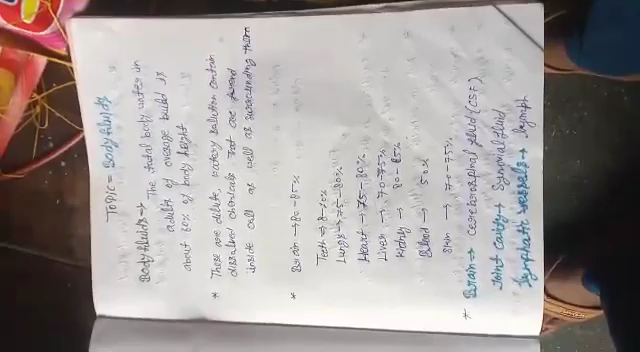 Topic = Body fluids
Body fluids →
The total body water in
adults of average build is
about 60% of body height
* These are dilute, watery solution contain
dissolved chemicals that are found
inside cell as well as surrounding them
* Brain → 80-85%
Teeth → 8-10%
Lungs → 75-80%
Heart → 75-80%
Liver → 70-75%
Kidney → 80-85%
Blood → 50%
Skin → 70-75%
* Brain → Cerebrospinal fluid (CSF)
Joint cavity → Synovial fluid
Lymphatic vessels → lymph